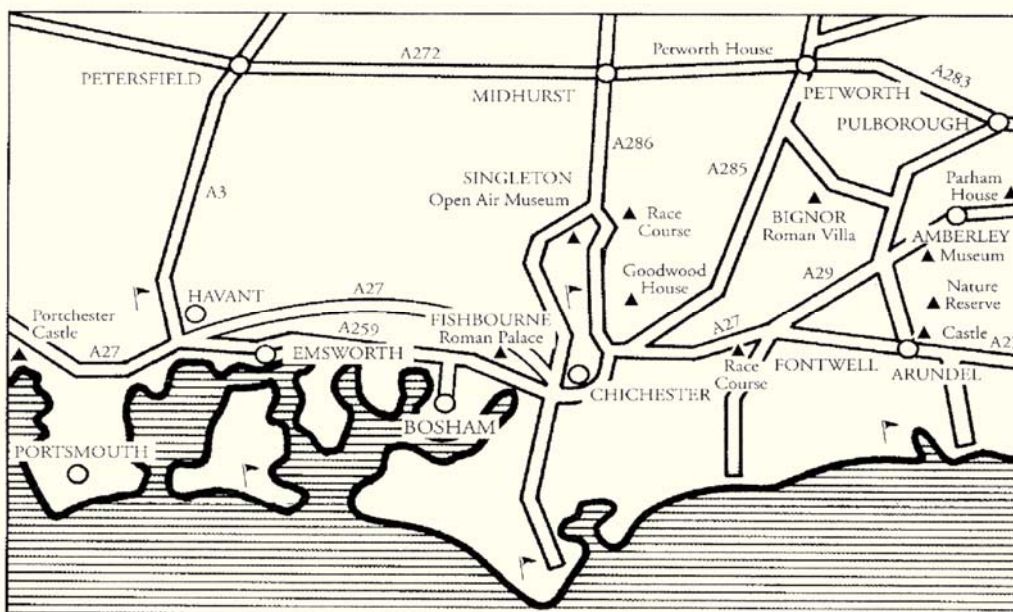 A272
Petworth House
PETERSFIELD
MIDHURST
PETWORTH
A283
PULBOROUGH
A3
A286
A285
SINGLETON
Open Air Museum
Race
Course
BIGNOR
Roman Villa
Parham
House
AMBERLEY
Museum
Goodwood
House
A29
Nature
Reserve
HAVANT
A27
Portchester
Castle
A259
FISHBOURNE
Roman Palace
A27
Castle
A27
EMSWORTH
Race
Course
FONTWELL
ARUNDEL
CHICHESTER
BOSHAM
PORTSMOUTH